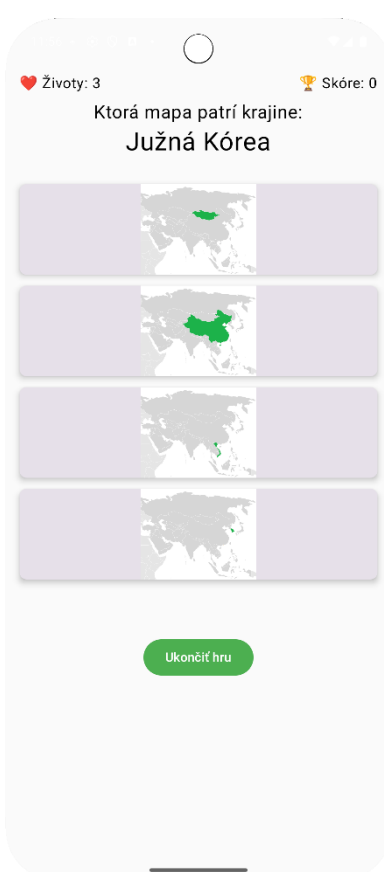 ❤️ Životy: 3
🏆 Skóre: 0
Ktorá mapa patrí krajine:
Južná Kórea
Ukončiť hru